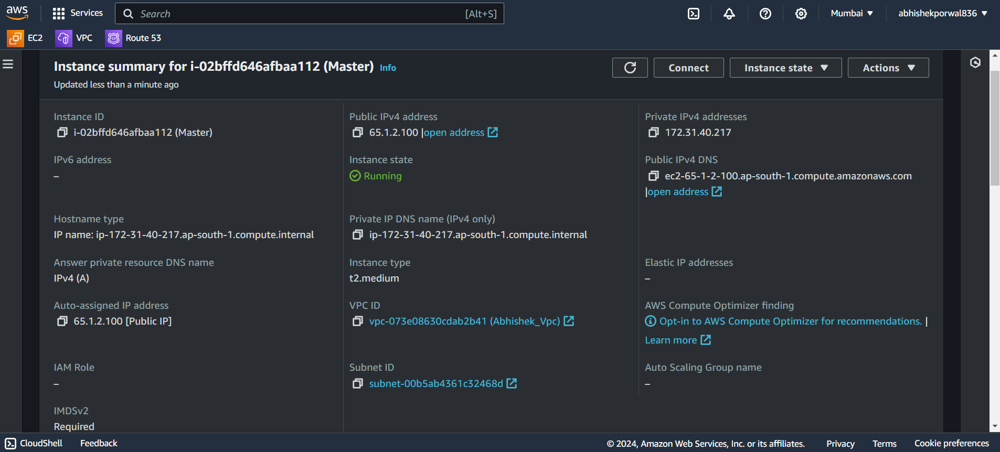 aws Services Search [Alt+S] Mumbai ▼ abhishekporwal836 ▼
EC2 VPC Route 53
Instance summary for i-02bffd646afbaa112 (Master) Info
Connect Instance state ▼ Actions ▼
Updated less than a minute ago
Instance ID
i-02bffd646afbaa112 (Master)
Public IPv4 address
65.1.2.100 |open address
Private IPv4 addresses
172.31.40.217
IPv6 address
–
Instance state
Running
Public IPv4 DNS
ec2-65-1-2-100.ap-south-1.compute.amazonaws.com
|open address
Hostname type
IP name: ip-172-31-40-217.ap-south-1.compute.internal
Private IP DNS name (IPv4 only)
ip-172-31-40-217.ap-south-1.compute.internal
Answer private resource DNS name
IPv4 (A)
Instance type
t2.medium
Elastic IP addresses
–
Auto-assigned IP address
65.1.2.100 [Public IP]
VPC ID
vpc-073e08630cdab2b41 (Abhishek_Vpc)
AWS Compute Optimizer finding
Opt-in to AWS Compute Optimizer for recommendations. |
Learn more
IAM Role
–
Subnet ID
subnet-00b5ab4361c32468d
Auto Scaling Group name
–
IMDSv2
Required
CloudShell Feedback © 2024, Amazon Web Services, Inc. or its affiliates. Privacy Terms Cookie preferences